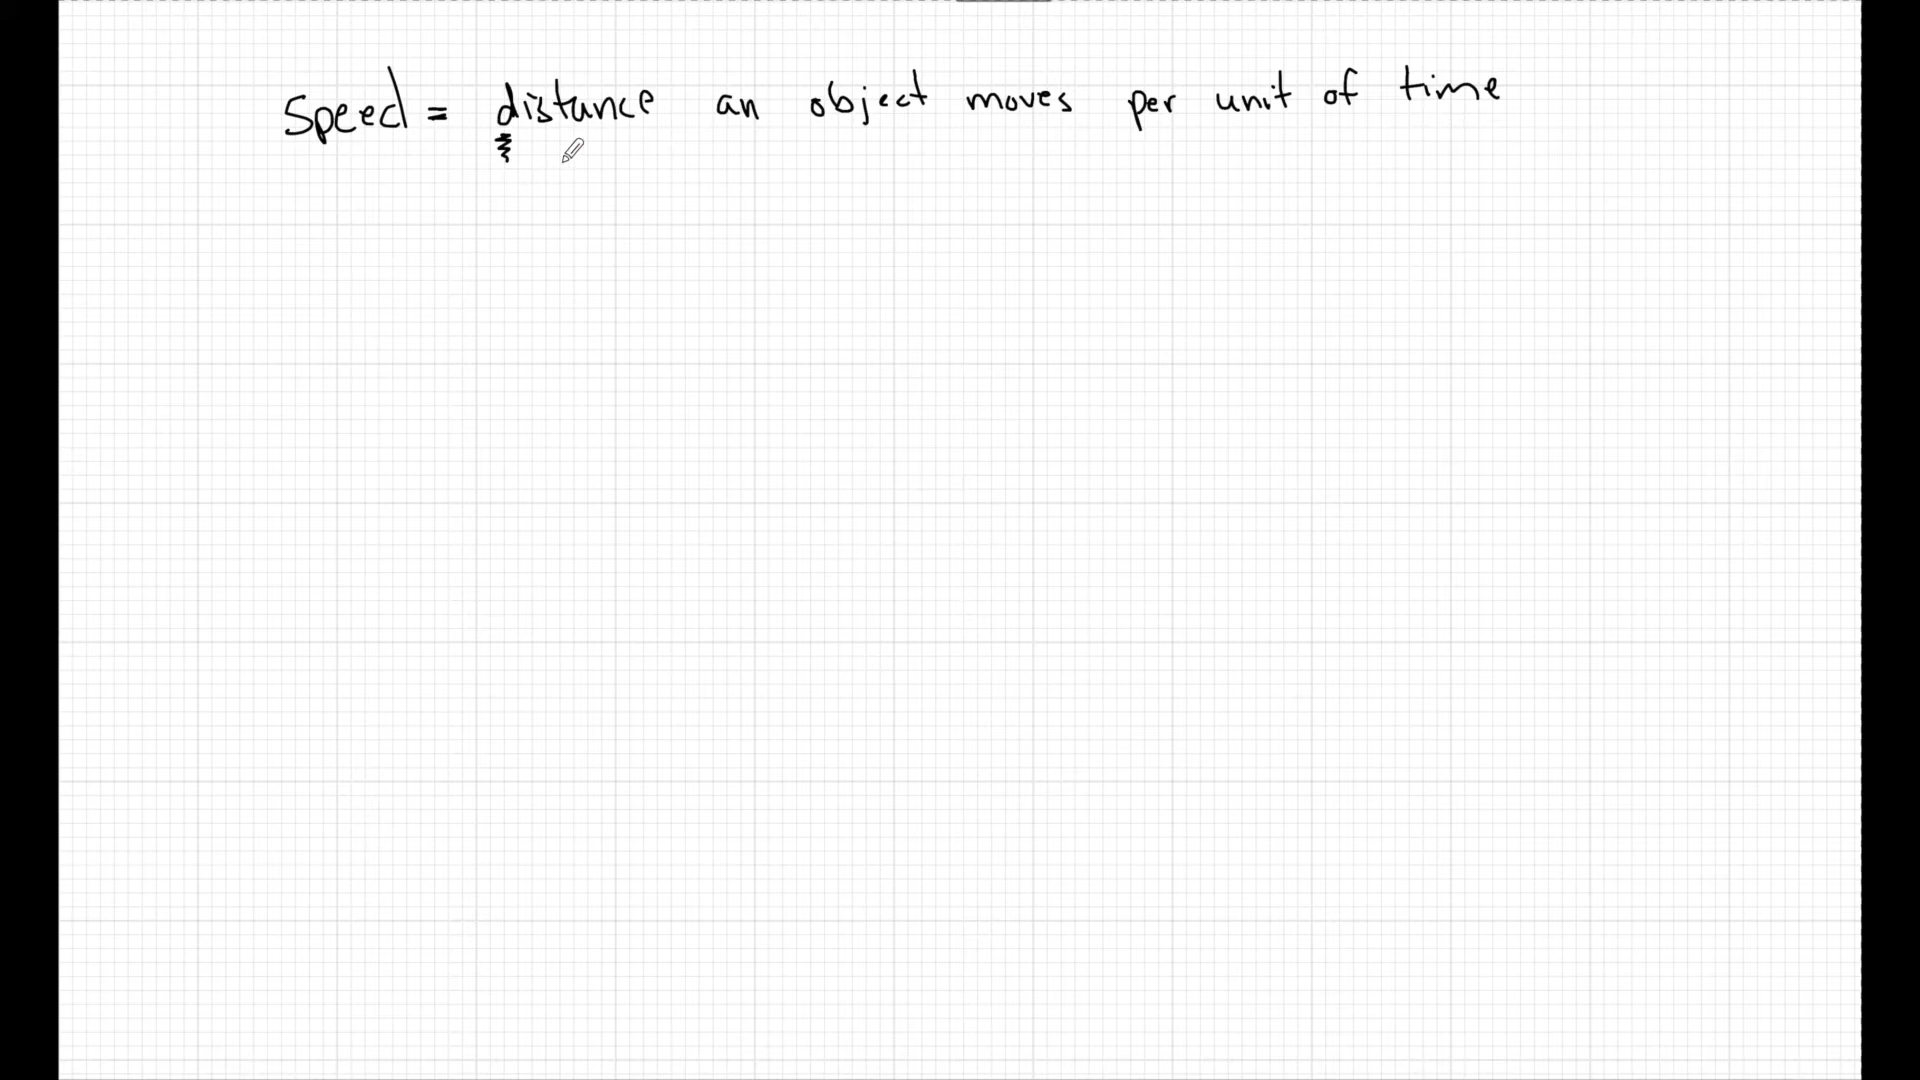 Speed = distance an object moves per unit of time